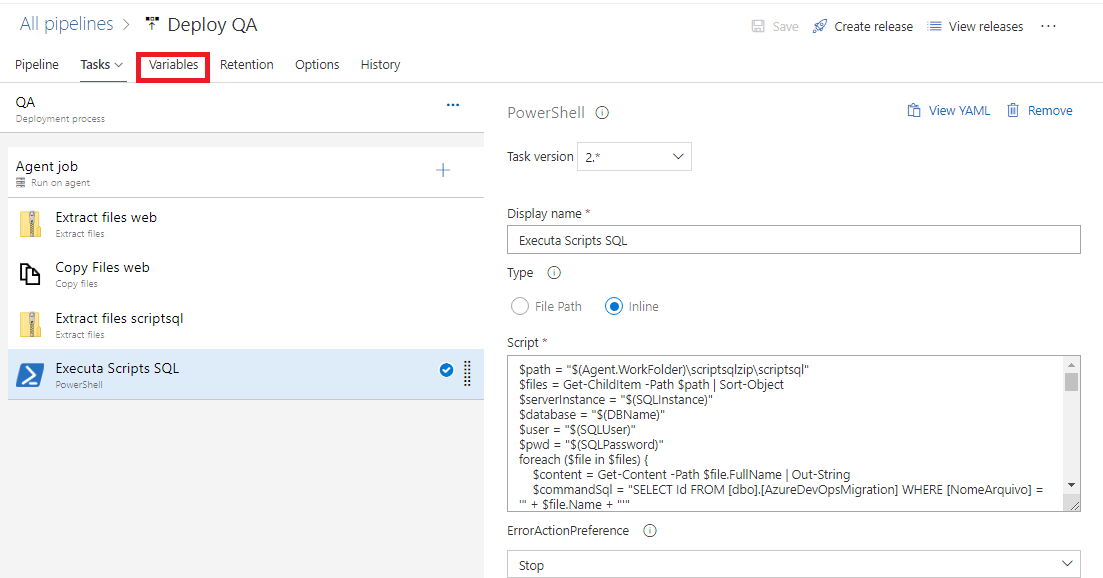 All pipelines > Deploy QA
Save Create release View releases ...
Pipeline Tasks Variables Retention Options History
QA
Deployment process
...
Agent job
Run on agent
Extract files web
Extract files
Copy Files web
Copy files
Extract files scriptsql
Extract files
Executa Scripts SQL
PowerShell
PowerShell
View YAML Remove
Task version 2.*
Display name *
Executa Scripts SQL
Type
File Path Inline
Script *
$path = "$(Agent.WorkFolder)\scriptsqlzip\scriptsql"
$files = Get-ChildItem -Path $path | Sort-Object
$serverInstance = "$(SQLInstance)"
$database = "$(DBName)"
$user = "$(SQLUser)"
$pwd = "$(SQLPassword)"
foreach ($file in $files) {
$content = Get-Content -Path $file.FullName | Out-String
$commandSql = "SELECT Id FROM [dbo].[AzureDevOpsMigration] WHERE [NomeArquivo] =
'" + $file.Name + "'"
ErrorActionPreference
Stop